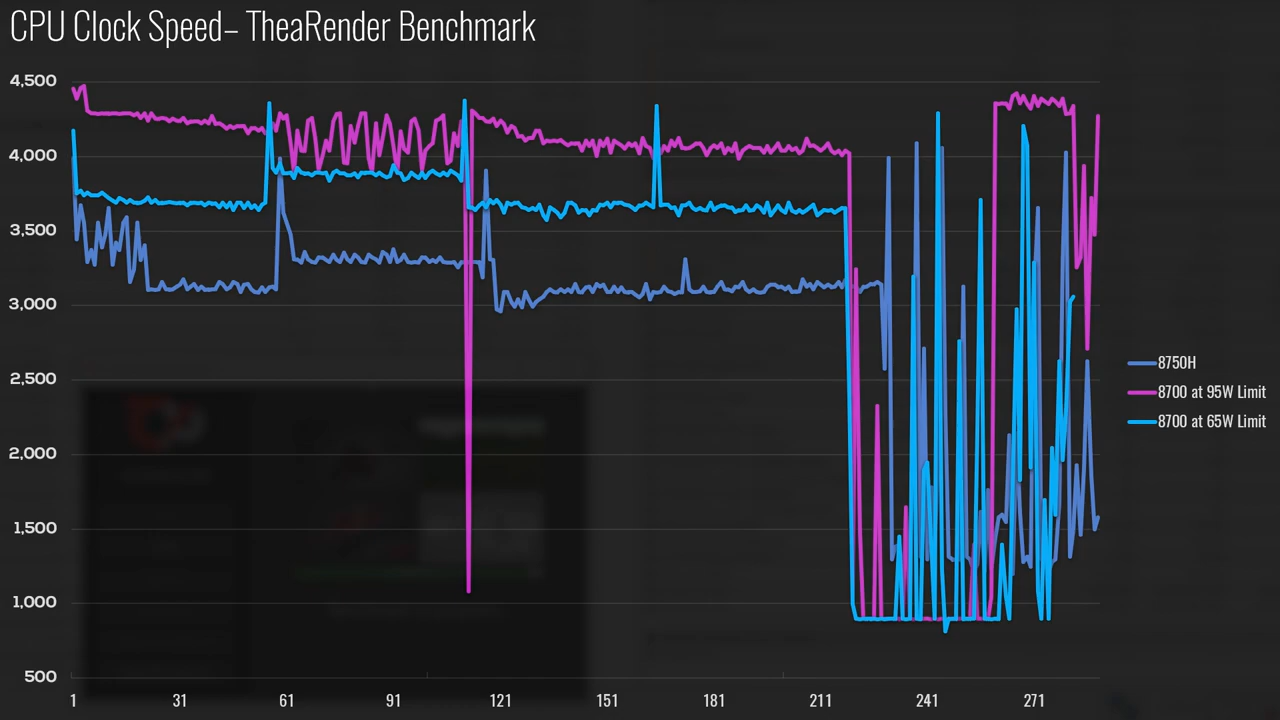 CPU Clock Speed– TheaRender Benchmark
4,500
4,000
3,500
3,000
2,500
2,000
1,500
1,000
500
1 31 61 91 121 151 181 211 241 271
8750H
8700 at 95W Limit
8700 at 65W Limit